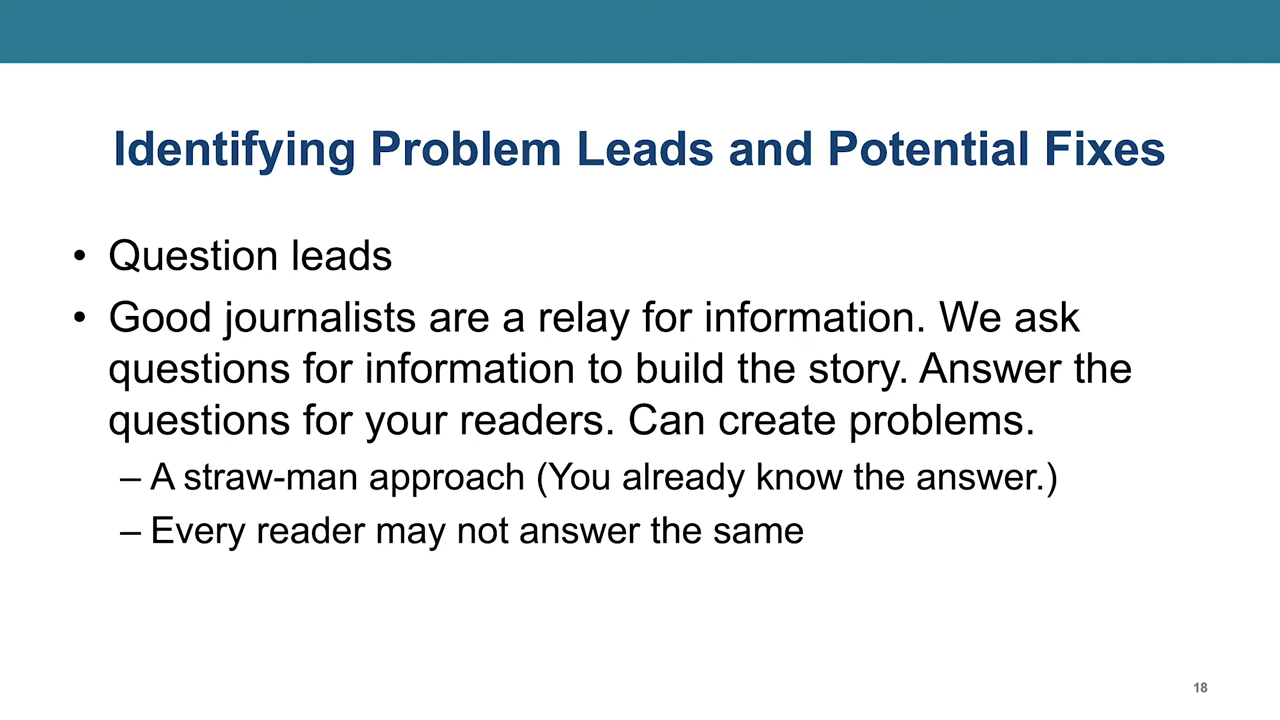 Identifying Problem Leads and Potential Fixes
• Question leads
• Good journalists are a relay for information. We ask
questions for information to build the story. Answer the
questions for your readers. Can create problems.
– A straw-man approach (You already know the answer.)
– Every reader may not answer the same
18